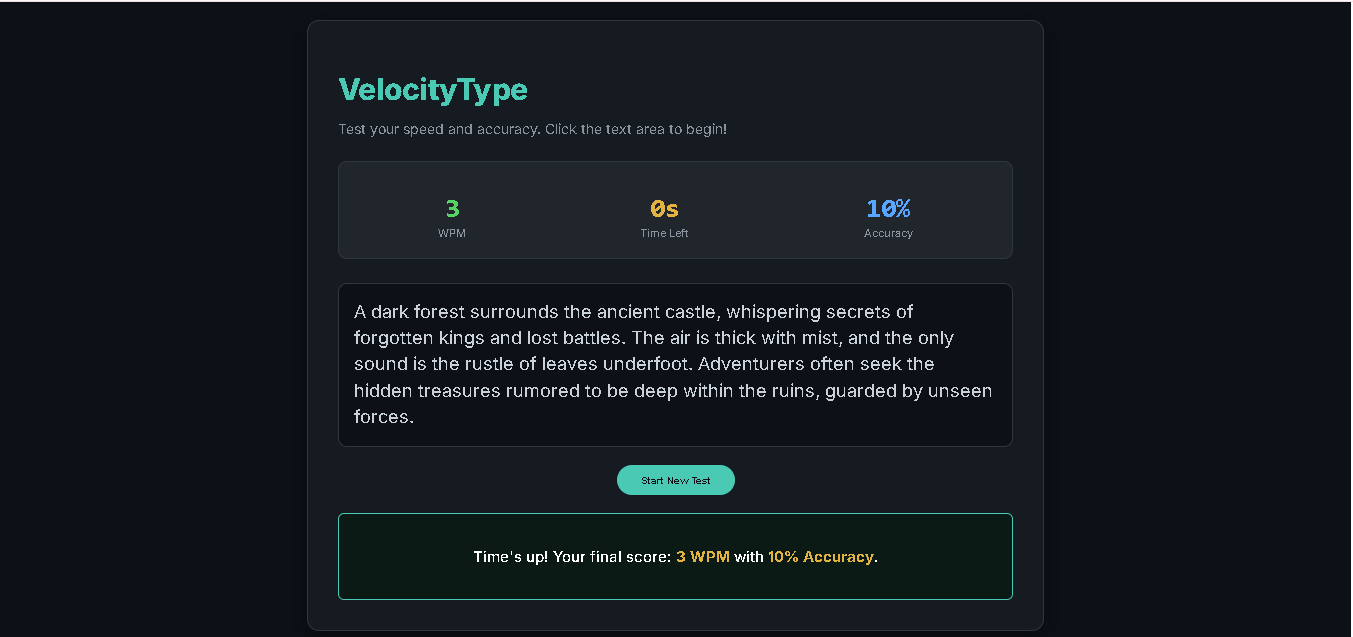 VelocityType
Test your speed and accuracy. Click the text area to begin!
3 0s 10%
WPM Time Left Accuracy
A dark forest surrounds the ancient castle, whispering secrets of
forgotten kings and lost battles. The air is thick with mist, and the only
sound is the rustle of leaves underfoot. Adventurers often seek the
hidden treasures rumored to be deep within the ruins, guarded by unseen
forces.
Start New Test
Time's up! Your final score: 3 WPM with 10% Accuracy.